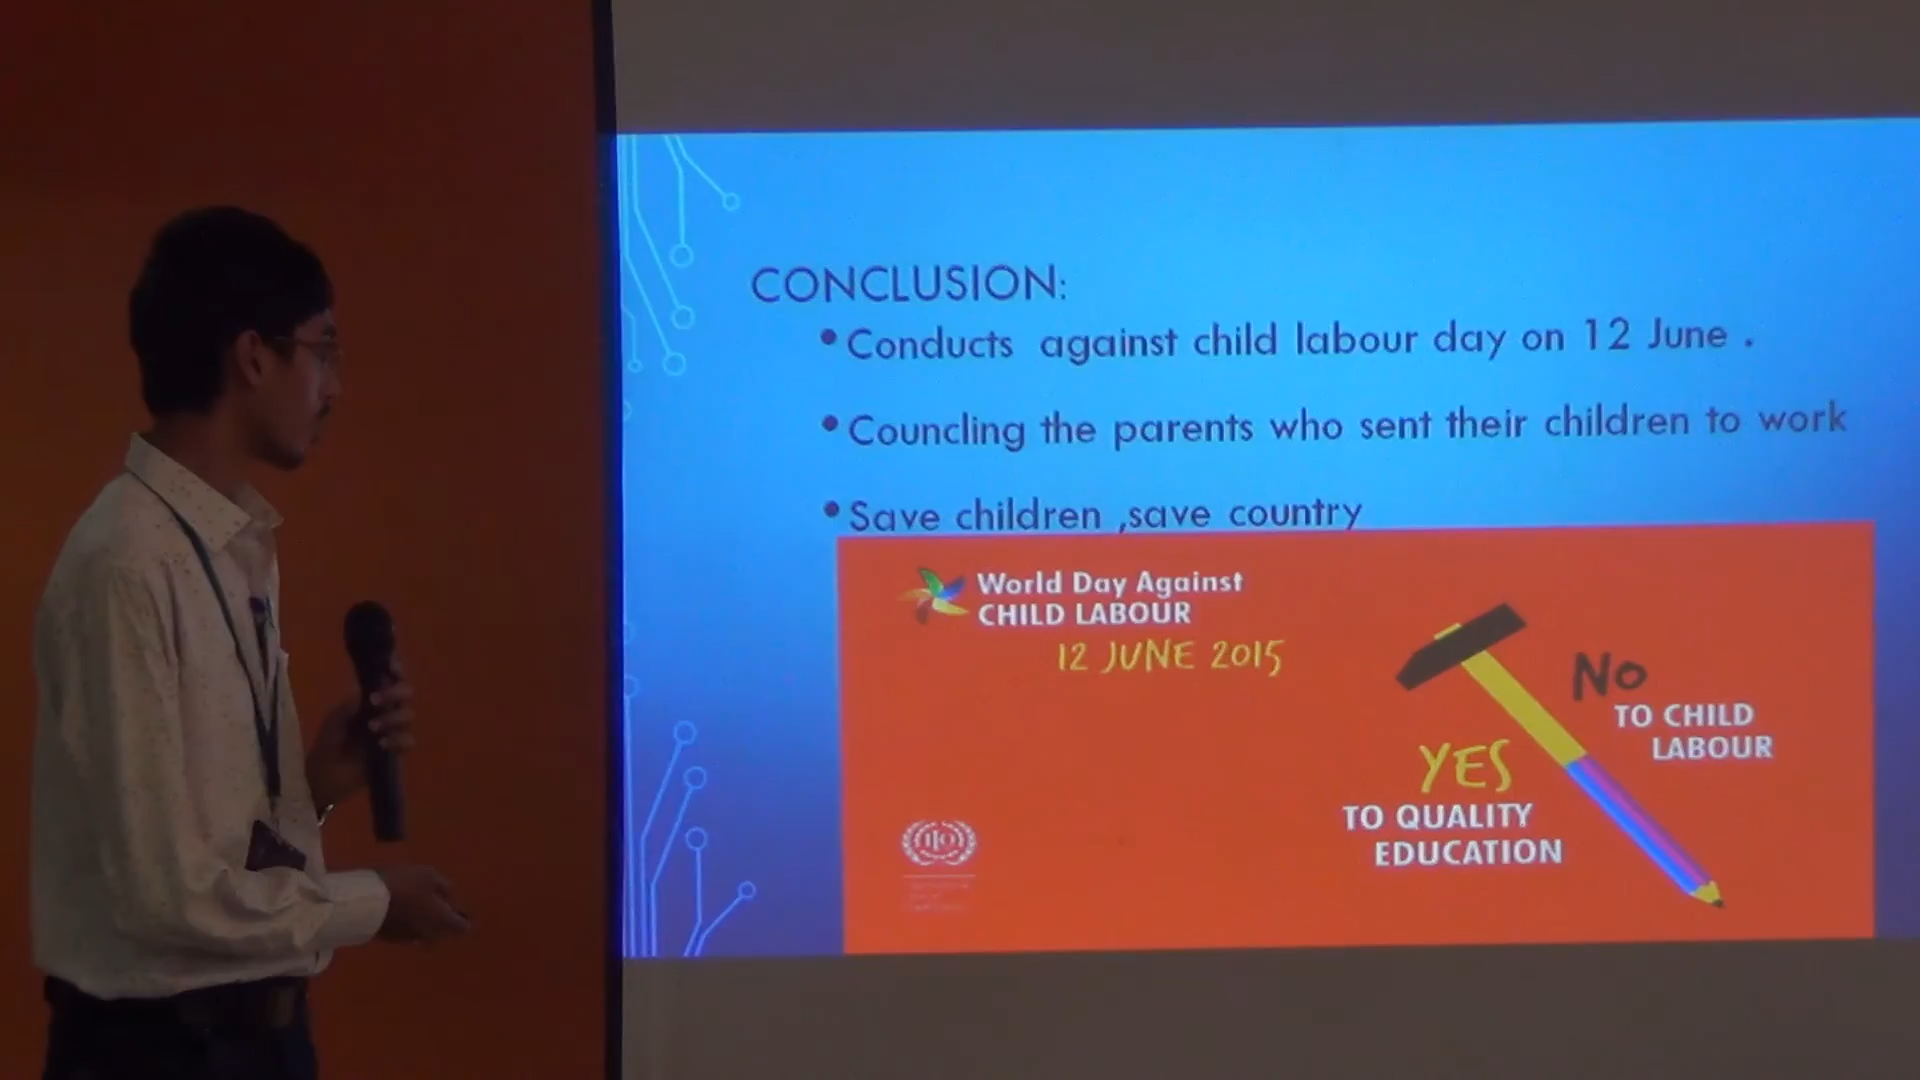 CONCLUSION:
•Conducts against child labour day on 12 June .
•Councling the parents who sent their children to work
•Save children ,save country
World Day Against
CHILD LABOUR
12 JUNE 2015
NO
TO CHILD
LABOUR
YES
TO QUALITY
EDUCATION